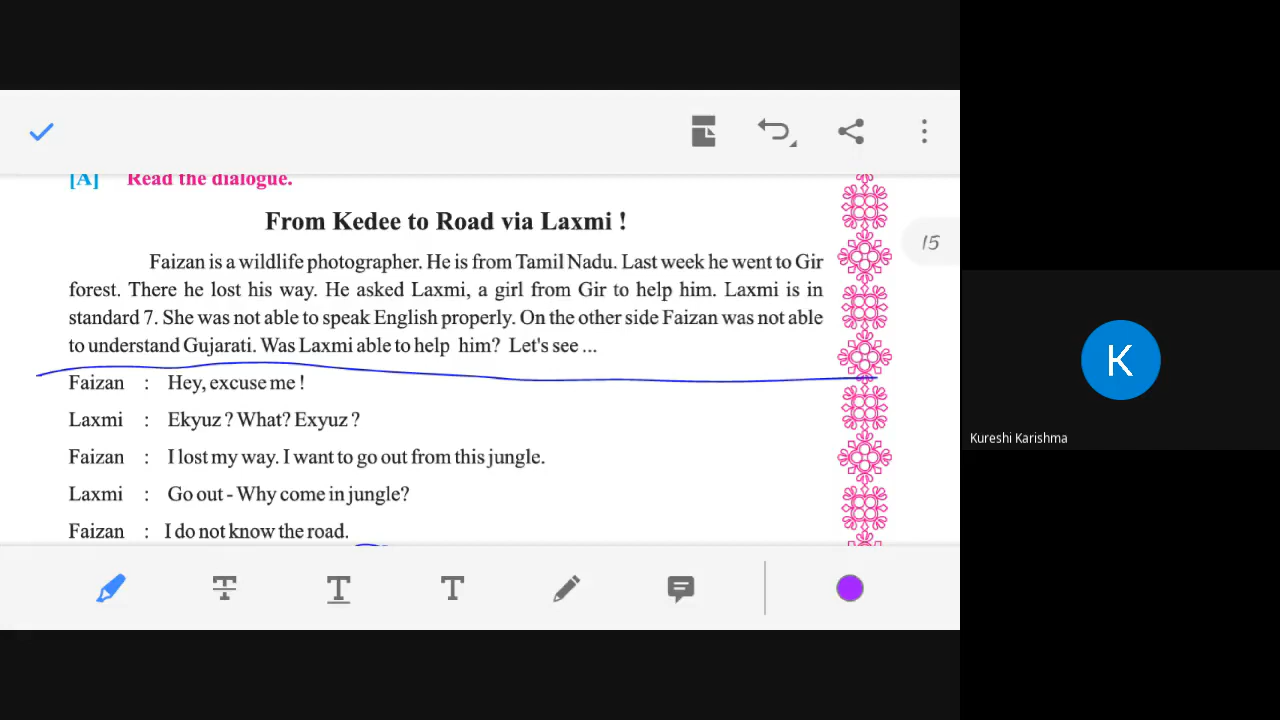 [A] Read the dialogue.
From Kedee to Road via Laxmi !
Faizan is a wildlife photographer. He is from Tamil Nadu. Last week he went to Gir
forest. There he lost his way. He asked Laxmi, a girl from Gir to help him. Laxmi is in
standard 7. She was not able to speak English properly. On the other side Faizan was not able
to understand Gujarati. Was Laxmi able to help him? Let's see ...
Faizan : Hey, excuse me !
Laxmi : Ekyuz ? What? Exyuz ?
Faizan : I lost my way. I want to go out from this jungle.
Laxmi : Go out - Why come in jungle?
Faizan : I do not know the road.
15
T T T
K
Kureshi Karishma